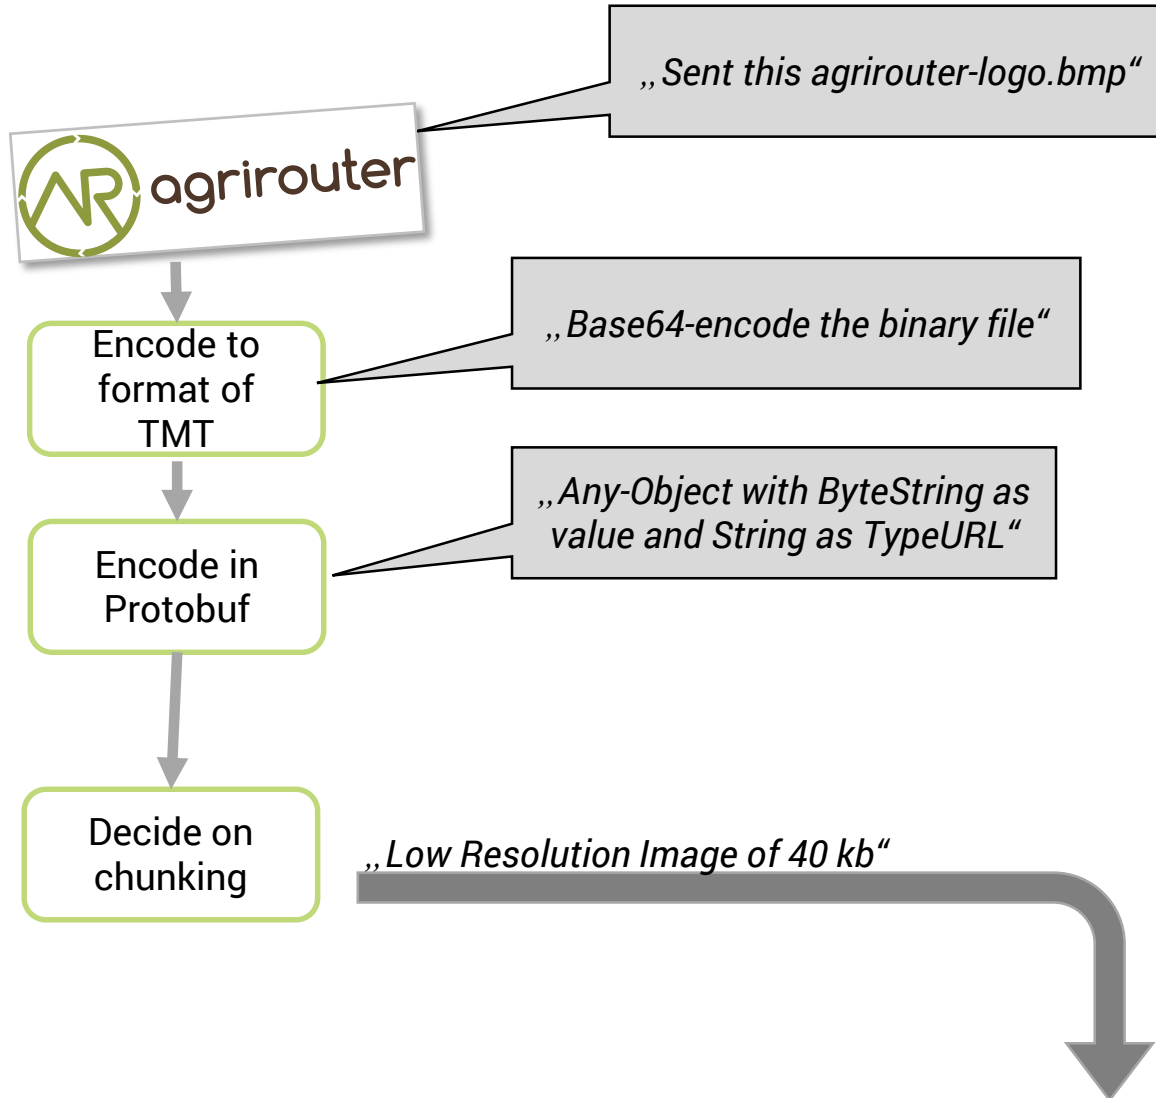 „Sent this agrirouter-logo.bmp“
AR agrirouter
„Base64-encode the binary file“
Encode to
format of
TMT
„Any-Object with ByteString as
value and String as TypeURL“
Encode in
Protobuf
Decide on
chunking
„Low Resolution Image of 40 kb“